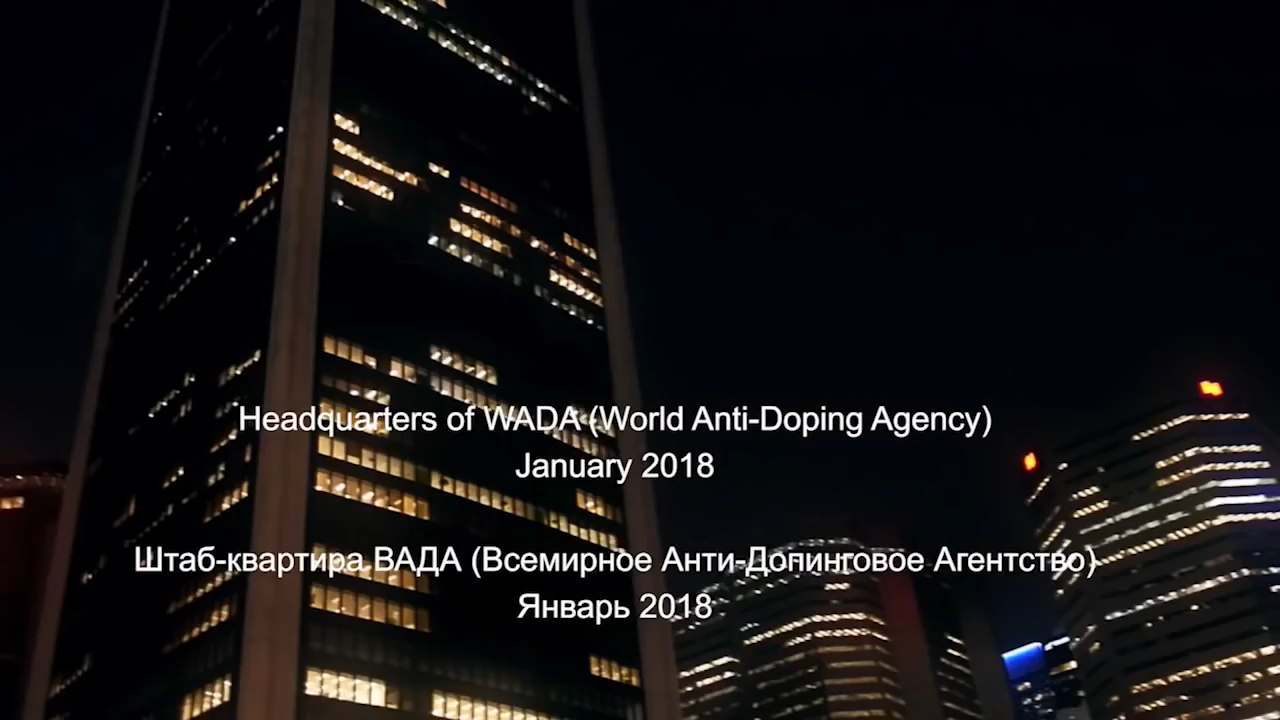 Headquarters of WADA (World Anti-Doping Agency)
January 2018
Штаб-квартира ВАДА (Всемирное Анти-Допинговое Агентство)
Январь 2018